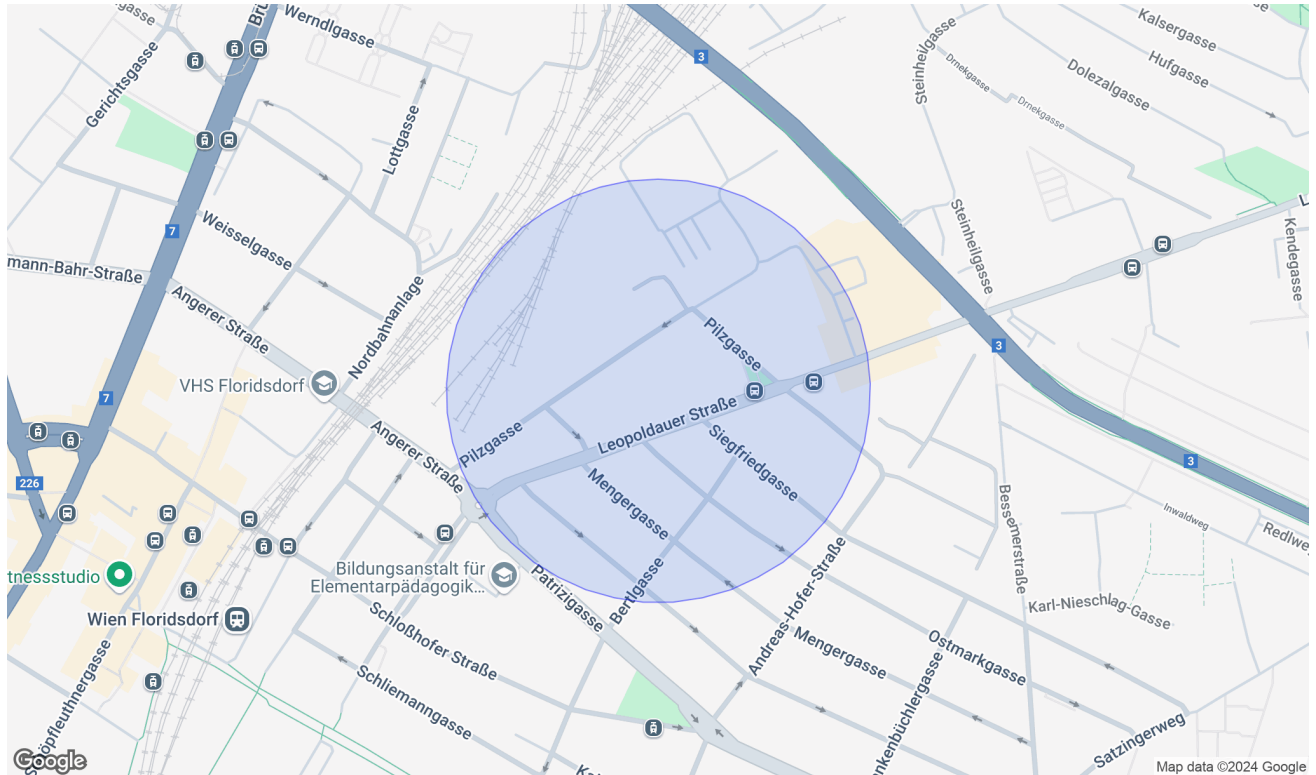 Werndlgasse
Brü
3
Kalsergasse
Hufgasse
Dolezalgasse
Drnekgasse
Drnekgasse
Steinheilgasse
Gerichtsgasse
Lottgasse
Weisselgasse
7
Steinheilgasse
L
Kendegasse
mann-Bahr-Straße
Angerer Straße
Nordbahnanlage
Pilzgasse
3
VHS Floridsdorf
7
Leopoldauer Straße
Angerer Straße
Pilzgasse
Siegfriedgasse
3
226
Mengergasse
Bessemerstraße
Inwaldweg
Redlwe
tnessstudio
Bildungsanstalt für
Elementarpädagogik...
Patrizigasse
Bertlgasse
Andreas-Hofer-Straße
Karl-Nieschlag-Gasse
Wien Floridsdorf
Schloßhofer Straße
Mengergasse
Ostmarkgasse
Schliemanngasse
öpfleuthnergasse
nkenbüchlergasse
Satzingerweg
Google
Map data ©2024 Google